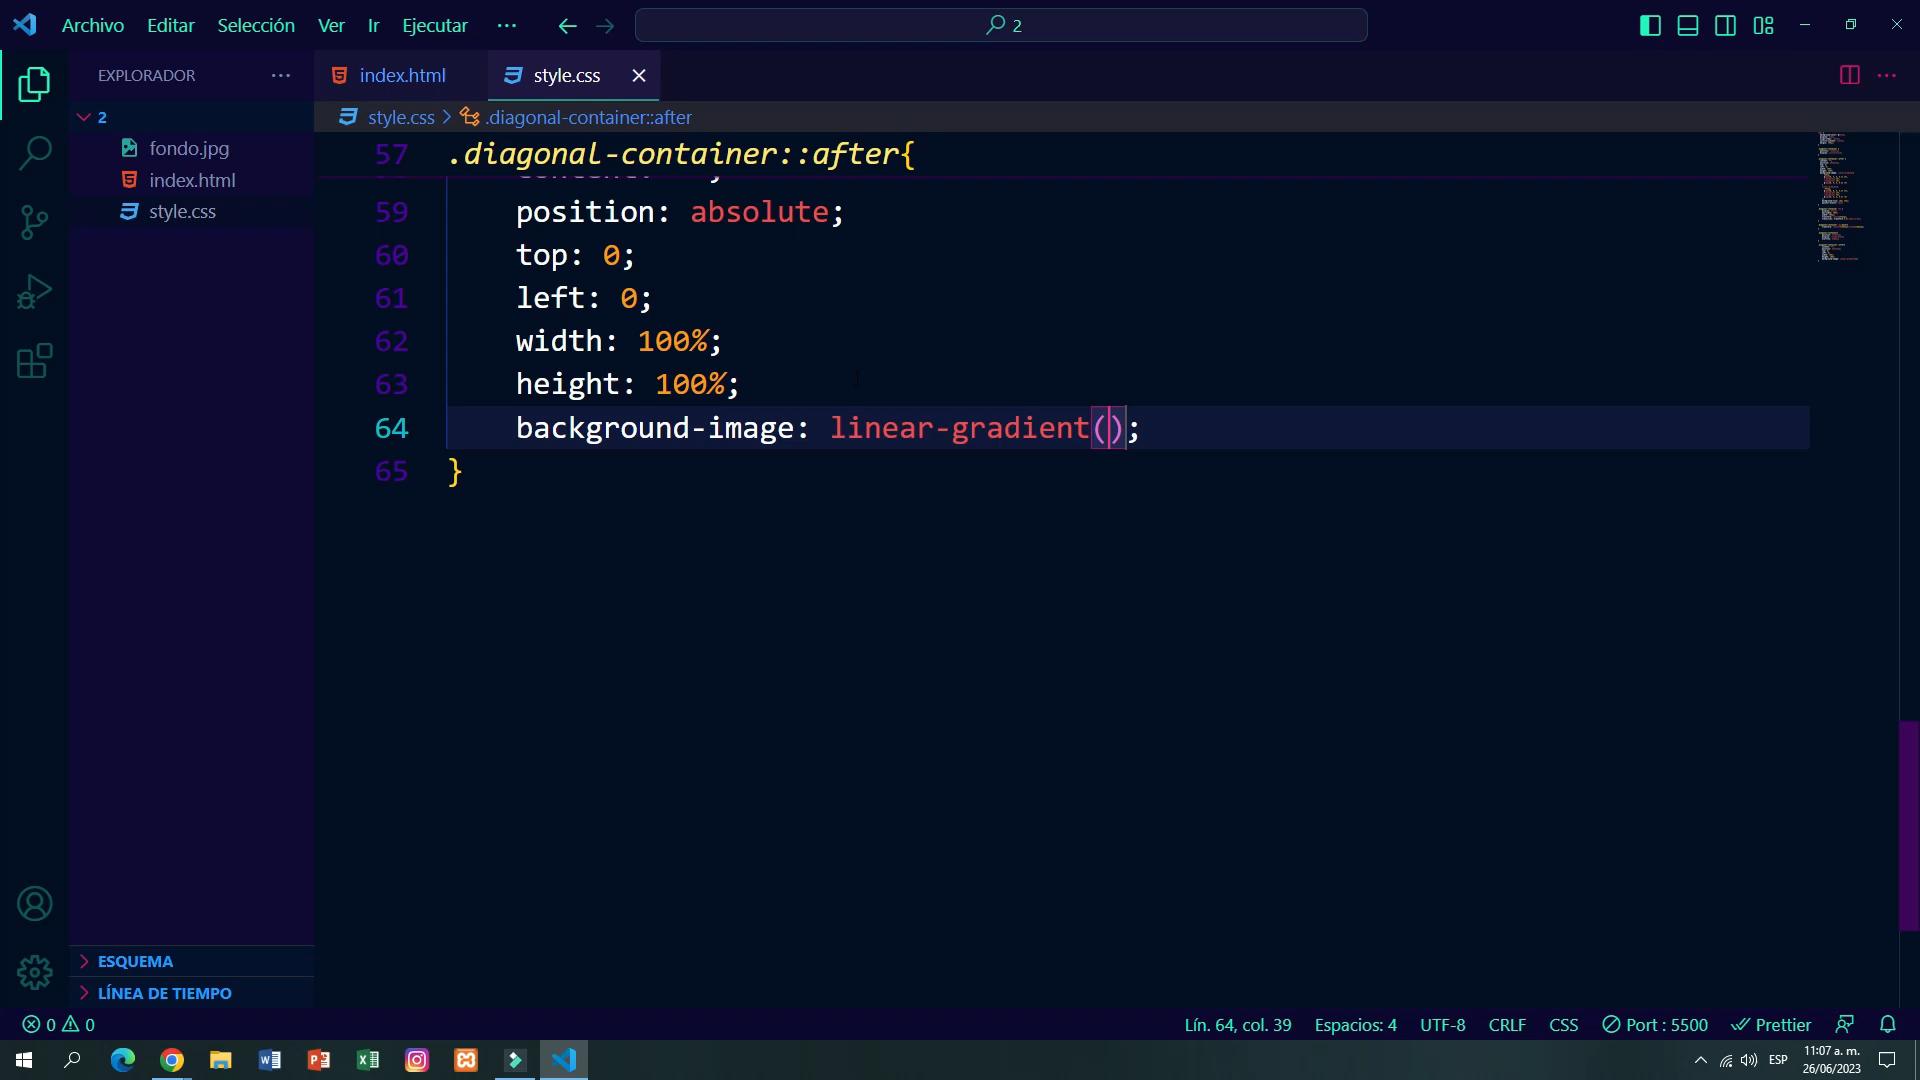 Archivo Editar Selección Ver Ir Ejecutar ··· 2
EXPLORADOR ···
index.html
style.css
2
fondo.jpg
index.html
style.css
style.css > .diagonal-container::after
57 .diagonal-container::after{
59 position: absolute;
60 top: 0;
61 left: 0;
62 width: 100%;
63 height: 100%;
64 background-image: linear-gradient();
65 }
ESQUEMA
LÍNEA DE TIEMPO
0 0 Lín. 64, col. 39 Espacios: 4 UTF-8 CRLF CSS Port : 5500 Prettier
ESP 11:07 a. m.
26/06/2023